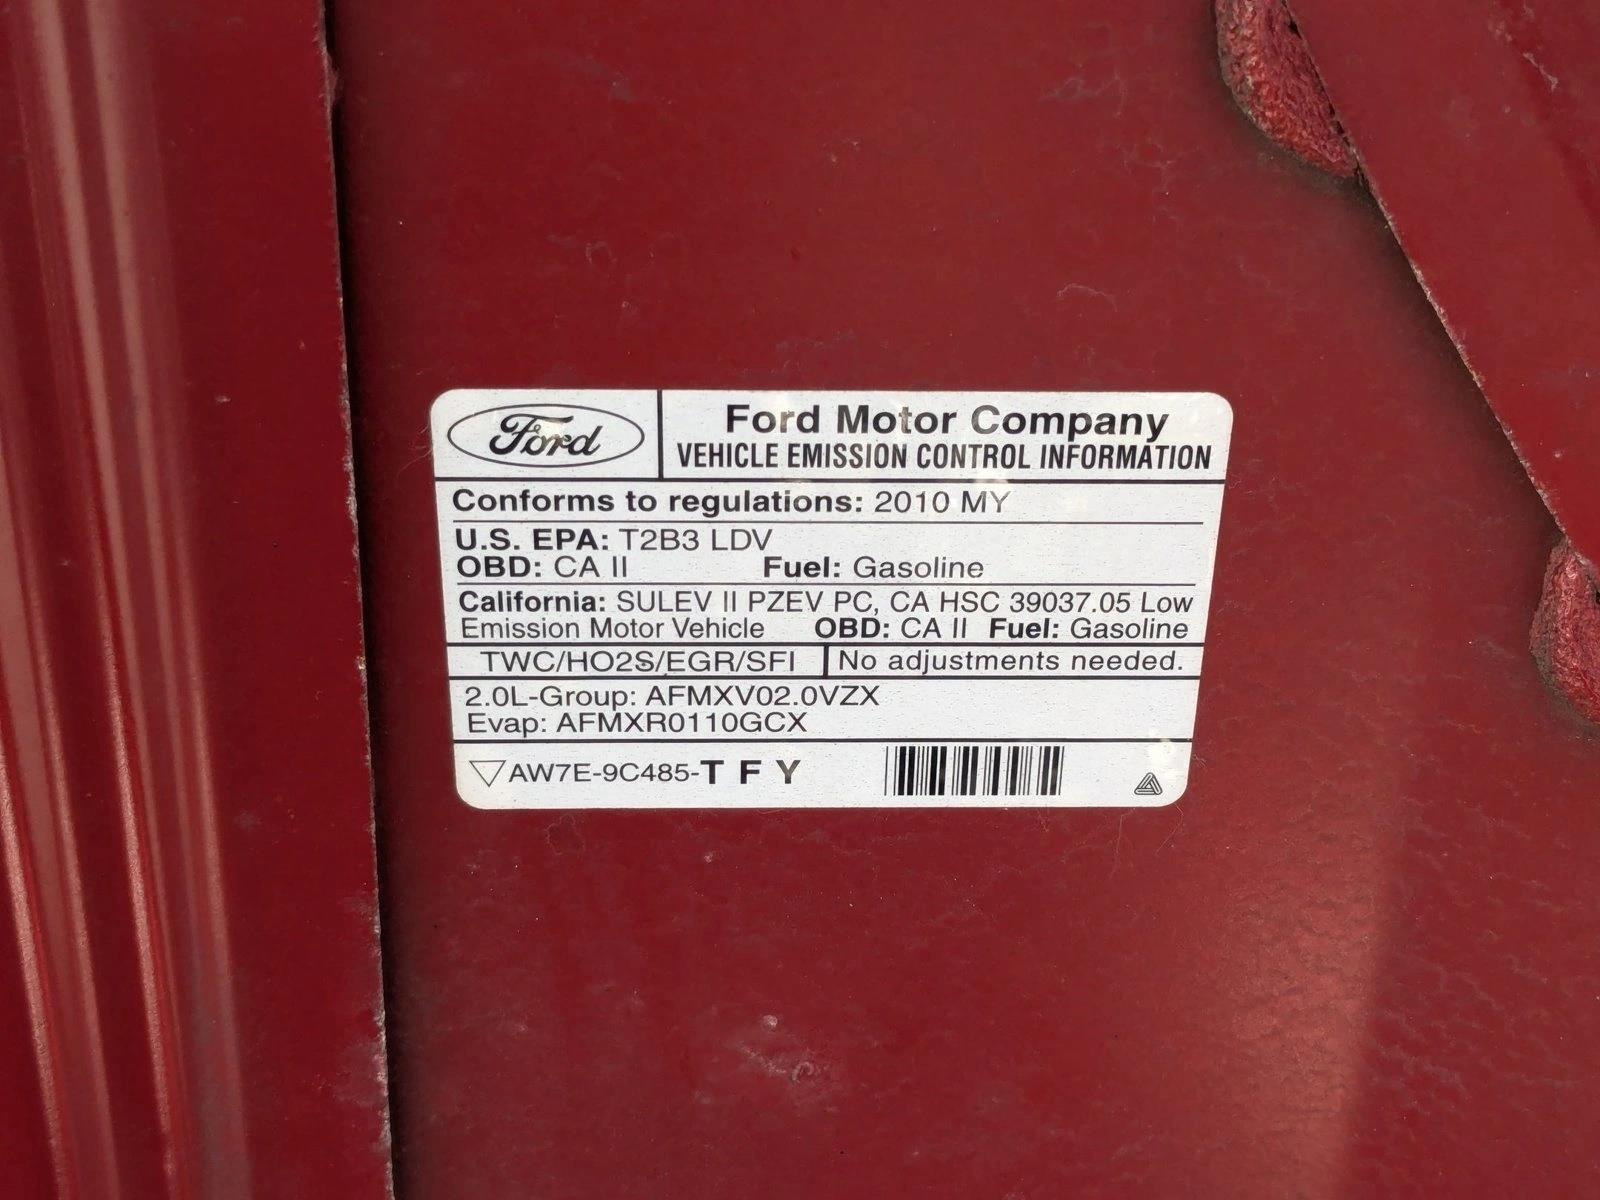 Ford
Ford Motor Company
VEHICLE EMISSION CONTROL INFORMATION
Conforms to regulations: 2010 MY
U.S. EPA: T2B3 LDV
OBD: CA II Fuel: Gasoline
California: SULEV II PZEV PC, CA HSC 39037.05 Low
Emission Motor Vehicle OBD: CA II Fuel: Gasoline
TWC/HO2S/EGR/SFI No adjustments needed.
2.0L-Group: AFMXV02.0VZX
Evap: AFMXR0110GCX
AW7E-9C485-T F Y